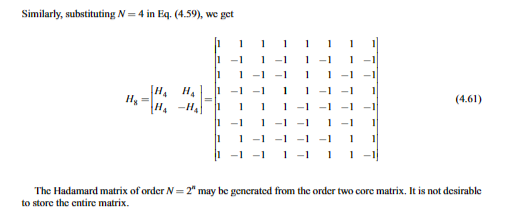 Similarly, substituting N = 4 in Eq. (4.59), we get
H₈ = [H₄ H₄; H₄ −H₄] =
1 1 1 1 1 1 1 1
1 −1 1 −1 1 −1 1 −1
1 1 −1 −1 1 1 −1 −1
1 −1 −1 1 1 −1 −1 1
1 1 1 1 −1 −1 −1 −1
1 −1 1 −1 −1 1 −1 1
1 1 −1 −1 −1 −1 1 1
1 −1 −1 1 −1 1 1 −1
(4.61)
The Hadamard matrix of order N = 2ⁿ may be generated from the order two core matrix. It is not desirable
to store the entire matrix.